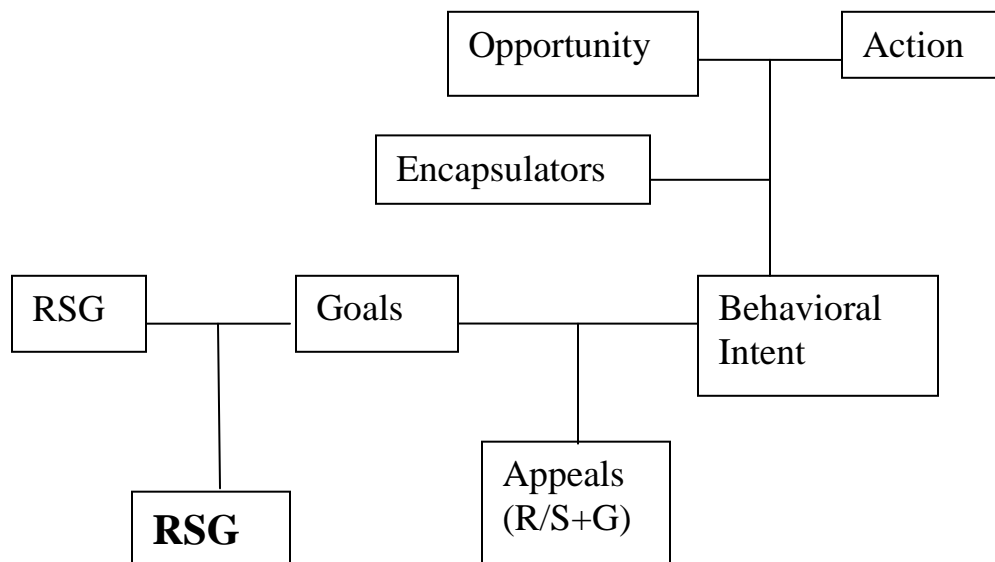 Opportunity
Action
Encapsulators
RSG
Goals
Behavioral
Intent
Appeals
(R/S+G)
RSG